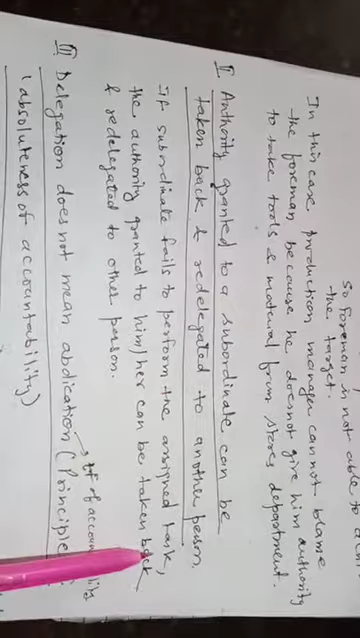 So foreman is not able to
the target.
In this case, production manager cannot blame
the foreman because he doesnot give him authority
to take tools & material from stores department.
II Authority granted to a subordinate can be
taken back & redelegated to another person.
If subordinate fails to perform the assigned task,
the authority granted to him/her can be taken back
& redelegated to other person.
III Delegation does not mean abdication (Principle
of
(absoluteness of accountability)